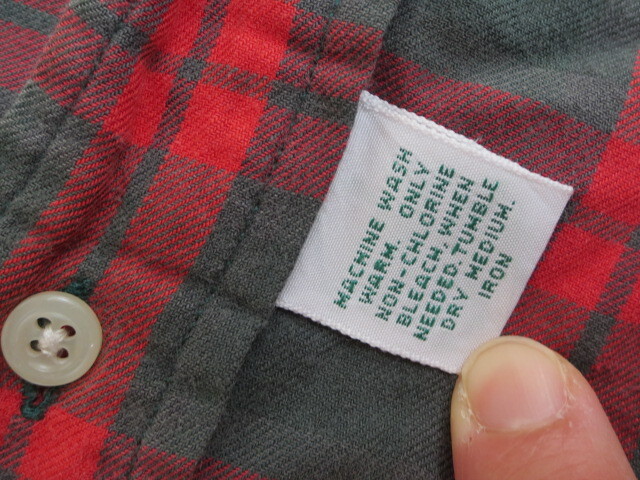 MACHINE WASH
WARM. ONLY
NON-CHLORINE
BLEACH, WHEN
NEEDED. TUMBLE
DRY MEDIUM.
IRON